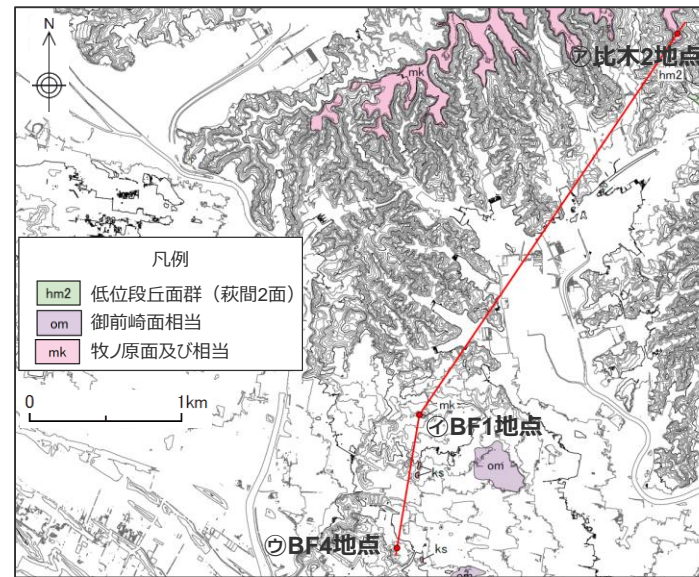 N
mk
㋐比木2地点
hm2
凡例
hm2 低位段丘面群（萩間2面）
om 御前崎面相当
mk 牧ノ原面及び相当
0 1km
mk
㋑BF1地点
om
ks
㋒BF4地点
ks
om